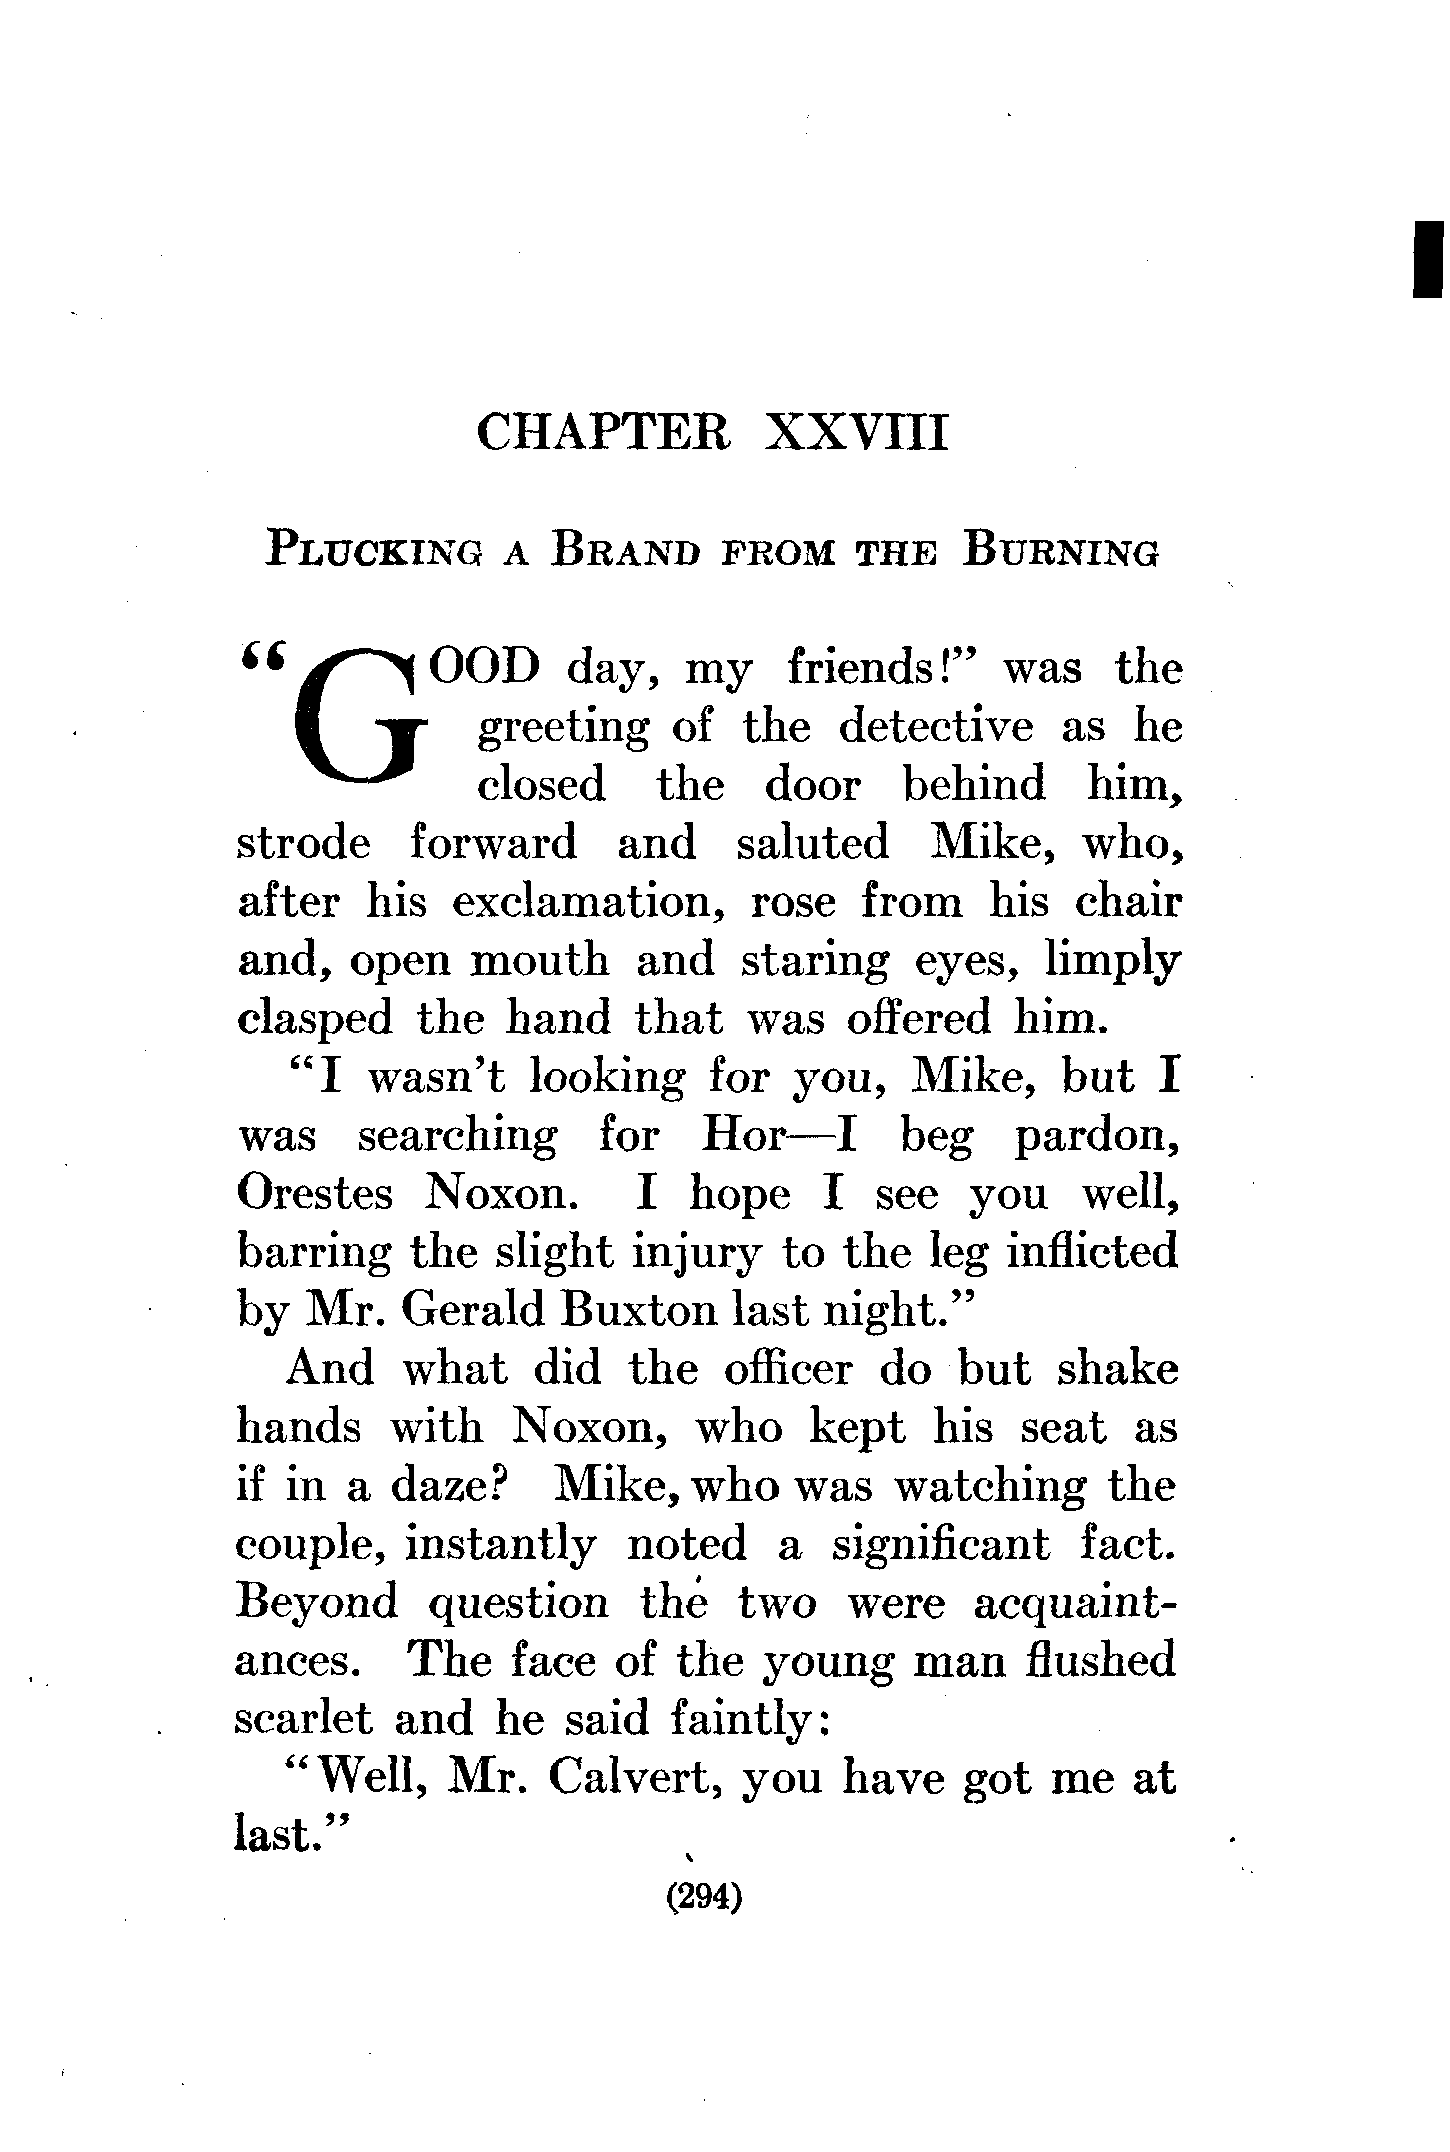 CHAPTER XXVIII
PLUCKING A BRAND FROM THE BURNING
“GOOD day, my friends!” was the
greeting of the detective as he
closed the door behind him,
strode forward and saluted Mike, who,
after his exclamation, rose from his chair
and, open mouth and staring eyes, limply
clasped the hand that was offered him.
“I wasn’t looking for you, Mike, but I
was searching for Hor—I beg pardon,
Orestes Noxon. I hope I see you well,
barring the slight injury to the leg inflicted
by Mr. Gerald Buxton last night.”
And what did the officer do but shake
hands with Noxon, who kept his seat as
if in a daze? Mike, who was watching the
couple, instantly noted a significant fact.
Beyond question the two were acquaint-
ances. The face of the young man flushed
scarlet and he said faintly:
“Well, Mr. Calvert, you have got me at
last.”
(294)